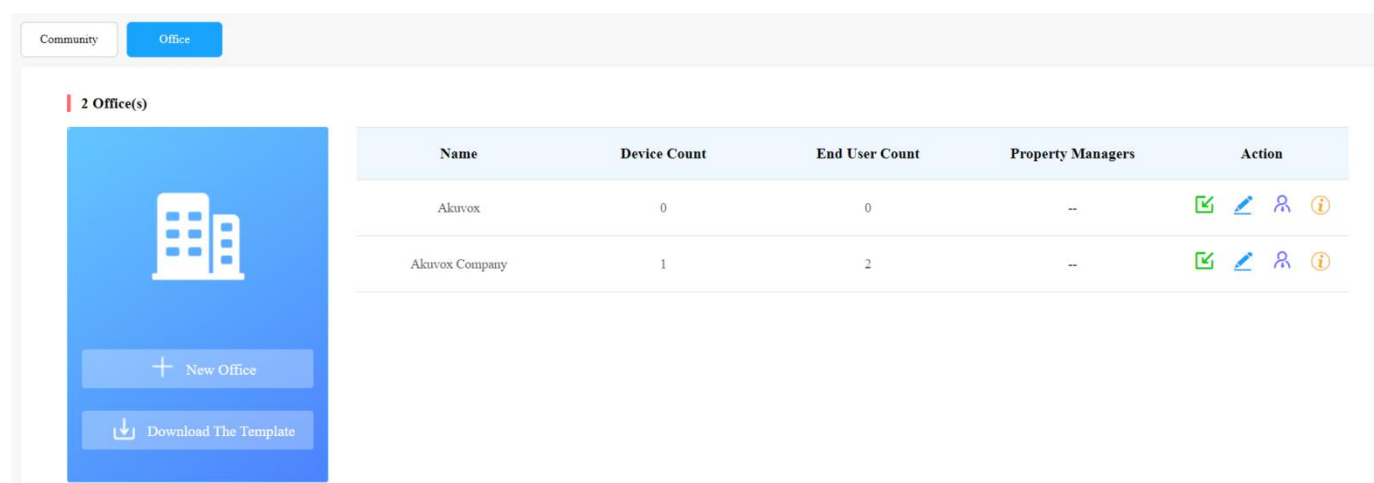 Community Office
2 Office(s)
Name Device Count End User Count Property Managers Action
Akuvox 0 0 --
Akuvox Company 1 2 --
New Office
Download The Template